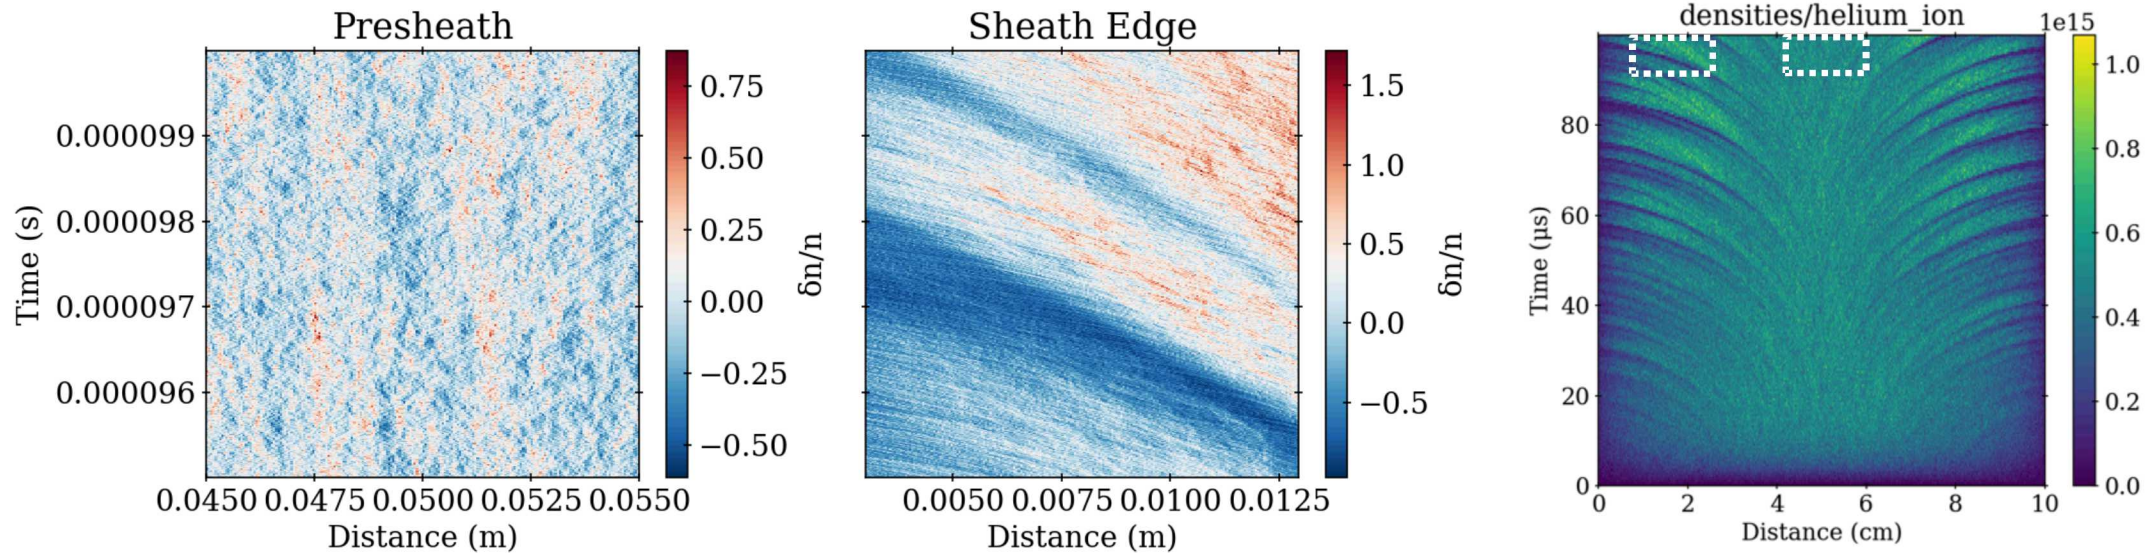 Presheath
0.000099
0.000098
0.000097
0.000096
Time (s)
0.0450 0.0475 0.0500 0.0525 0.0550
Distance (m)
0.75
0.50
0.25
0.00
−0.25
−0.50
δn/n
Sheath Edge
0.0050 0.0075 0.0100 0.0125
Distance (m)
1.5
1.0
0.5
0.0
−0.5
δn/n
densities/helium_ion
1e15
80
60
40
20
0
Time (μs)
0 2 4 6 8 10
Distance (cm)
1.0
0.8
0.6
0.4
0.2
0.0